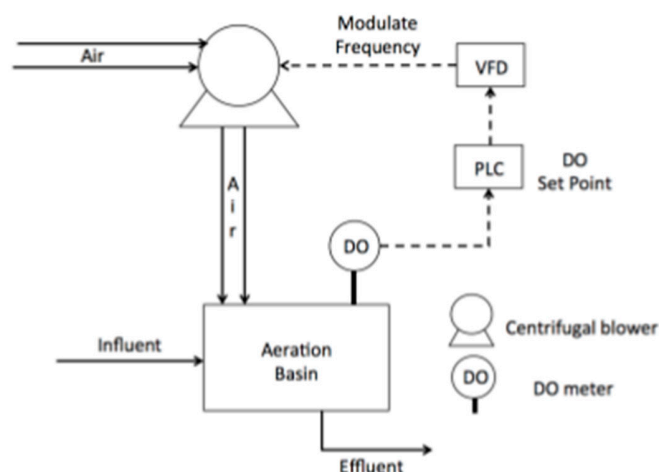 Modulate
Frequency
Air
VFD
PLC
DO
Set Point
A
i
r
DO
Influent
Aeration
Basin
Centrifugal blower
DO
DO meter
Effluent